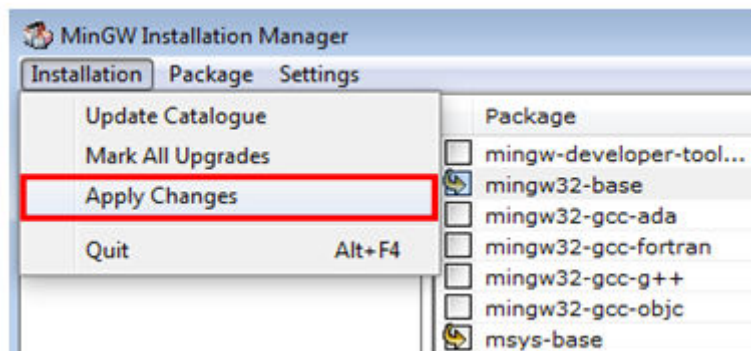 MinGW Installation Manager
Installation Package Settings
Update Catalogue
Mark All Upgrades
Apply Changes
Quit Alt+F4
Package
mingw-developer-tool...
mingw32-base
mingw32-gcc-ada
mingw32-gcc-fortran
mingw32-gcc-g++
mingw32-gcc-objc
msys-base